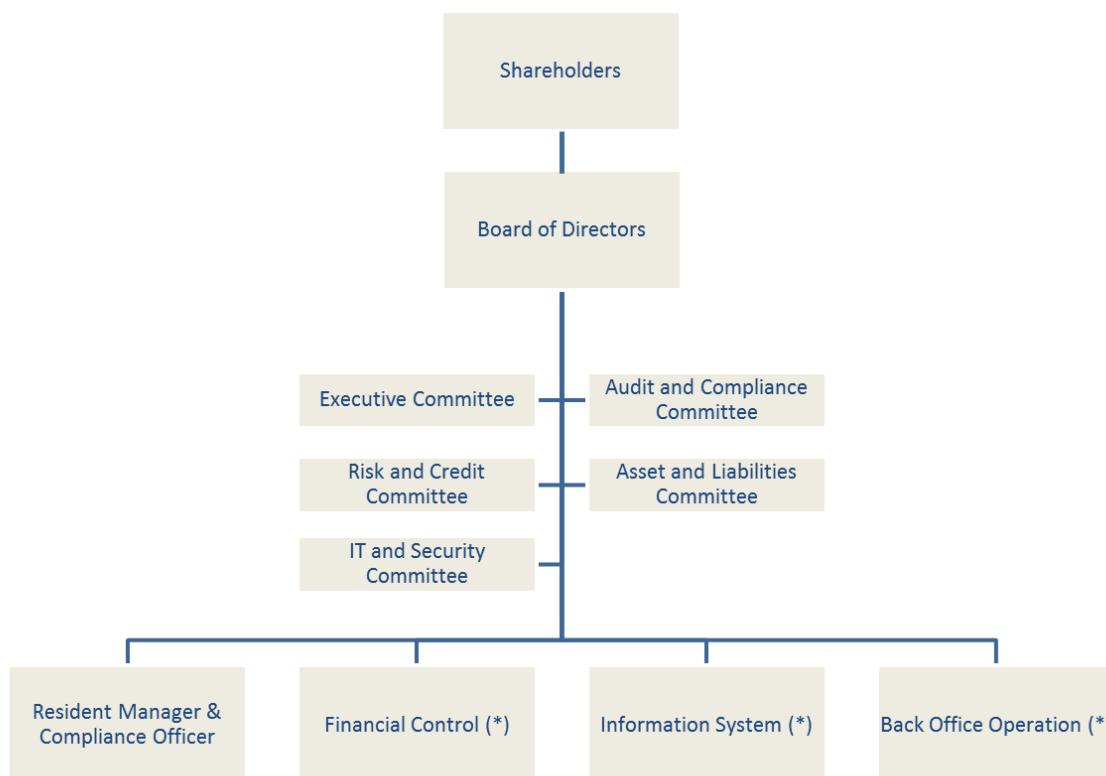 Shareholders
Board of Directors
Executive Committee
Audit and Compliance
Committee
Risk and Credit
Committee
Asset and Liabilities
Committee
IT and Security
Committee
Resident Manager &
Compliance Officer
Financial Control (*)
Information System (*)
Back Office Operation (*